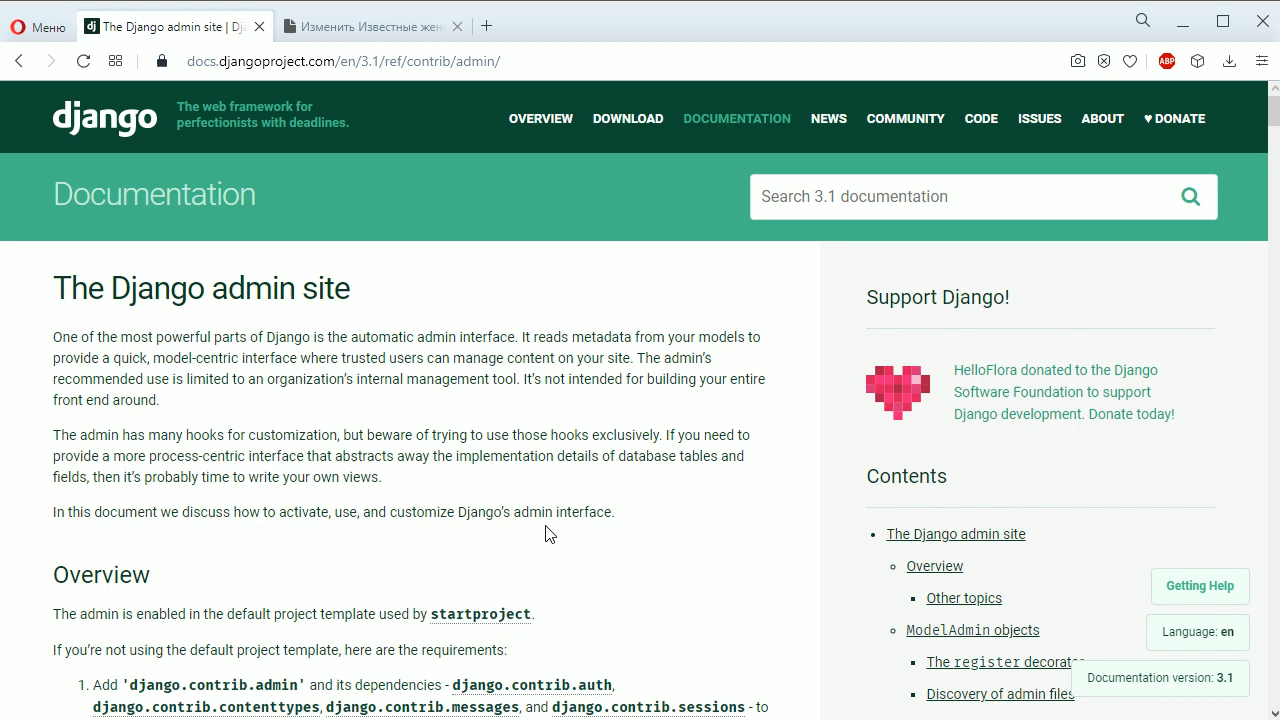 Меню
dj The Django admin site | Dja
Изменить Известные жен
docs.djangoproject.com/en/3.1/ref/contrib/admin/
ABP
django
The web framework for
perfectionists with deadlines.
OVERVIEW DOWNLOAD DOCUMENTATION NEWS COMMUNITY CODE ISSUES ABOUT ♥ DONATE
Documentation
Search 3.1 documentation
The Django admin site
One of the most powerful parts of Django is the automatic admin interface. It reads metadata from your models to
provide a quick, model-centric interface where trusted users can manage content on your site. The admin's
recommended use is limited to an organization's internal management tool. It's not intended for building your entire
front end around.
The admin has many hooks for customization, but beware of trying to use those hooks exclusively. If you need to
provide a more process-centric interface that abstracts away the implementation details of database tables and
fields, then it's probably time to write your own views.
In this document we discuss how to activate, use, and customize Django's admin interface.
Overview
The admin is enabled in the default project template used by startproject.
If you're not using the default project template, here are the requirements:
1. Add 'django.contrib.admin' and its dependencies - django.contrib.auth,
django.contrib.contenttypes, django.contrib.messages, and django.contrib.sessions - to
Support Django!
HelloFlora donated to the Django
Software Foundation to support
Django development. Donate today!
Contents
• The Django admin site
Overview
Other topics
ModelAdmin objects
The register decorator
Discovery of admin files
Getting Help
Language: en
Documentation version: 3.1